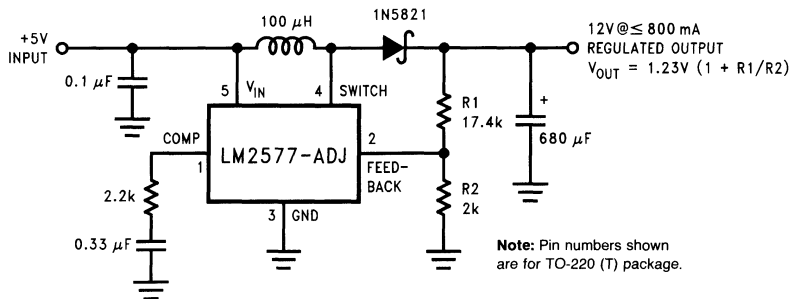 100 μH
1N5821
+5V
INPUT
12V@≤ 800 mA
REGULATED OUTPUT
VOUT = 1.23V (1 + R1/R2)
0.1 μF
5
VIN
4
SWITCH
R1
17.4k
+
680 μF
COMP
1
LM2577-ADJ
2
FEED-
BACK
2.2k
R2
2k
3
GND
0.33 μF
Note: Pin numbers shown
are for TO-220 (T) package.